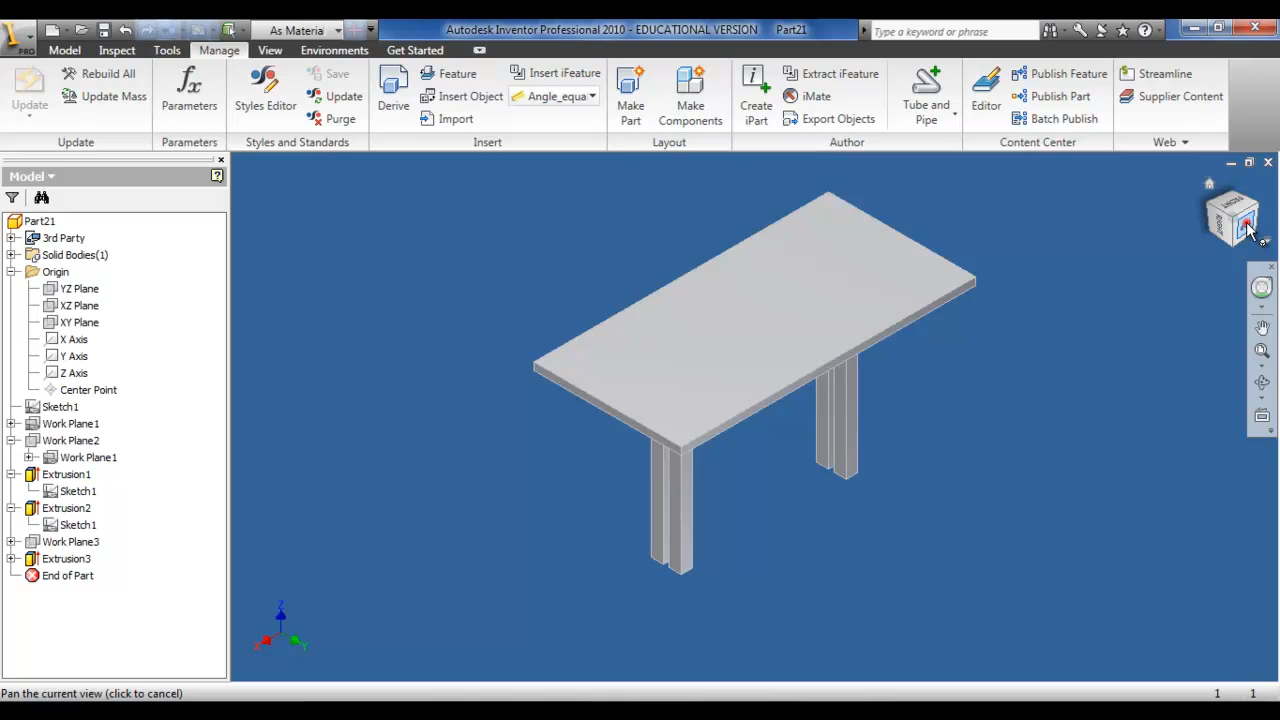 As Material
Autodesk Inventor Professional 2010 - EDUCATIONAL VERSION Part21
Type a keyword or phrase
PRO
Model Inspect Tools Manage View Environments Get Started
Update
Rebuild All
Update Mass
Update
fx
Parameters
Parameters
Styles Editor
Save
Update
Purge
Styles and Standards
Derive
Feature
Insert Object
Import
Insert iFeature
Angle_equa
Insert
Make
Part
Make
Components
Layout
Create
iPart
Extract iFeature
iMate
Export Objects
Tube and
Pipe
Author
Editor
Publish Feature
Publish Part
Batch Publish
Content Center
Streamline
Supplier Content
Web
Model
Part21
3rd Party
Solid Bodies(1)
Origin
YZ Plane
XZ Plane
XY Plane
X Axis
Y Axis
Z Axis
Center Point
Sketch1
Work Plane1
Work Plane2
Work Plane1
Extrusion1
Sketch1
Extrusion2
Sketch1
Work Plane3
Extrusion3
End of Part
FRONT
RIGHT
Z
X
Y
Pan the current view (click to cancel)
1 1